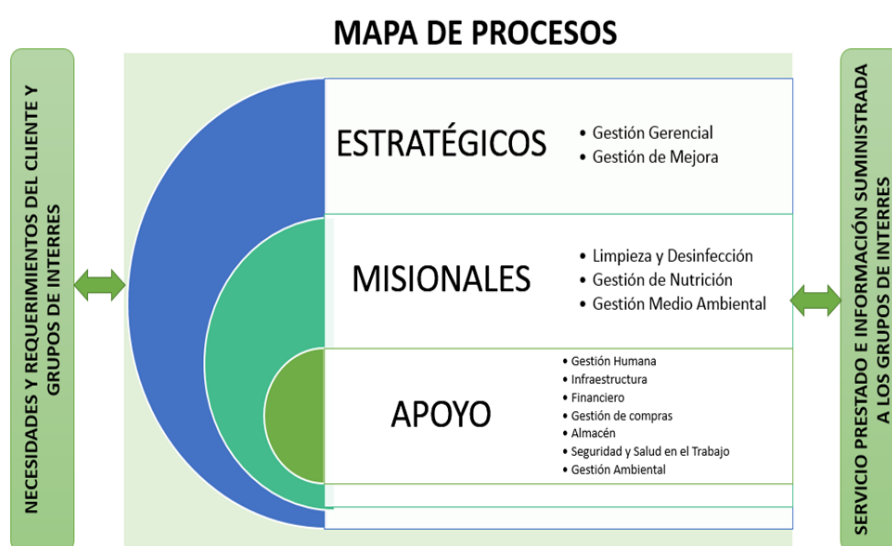 MAPA DE PROCESOS
NECESIDADES Y REQUERIMIENTOS DEL CLIENTE Y
GRUPOS DE INTERRES
ESTRATÉGICOS
• Gestión Gerencial
• Gestión de Mejora
MISIONALES
• Limpieza y Desinfección
• Gestión de Nutrición
• Gestión Medio Ambiental
APOYO
• Gestión Humana
• Infraestructura
• Financiero
• Gestión de compras
• Almacén
• Seguridad y Salud en el Trabajo
• Gestión Ambiental
SERVICIO PRESTADO E INFORMACIÓN SUMINISTRADA
A LOS GRUPOS DE INTERRES